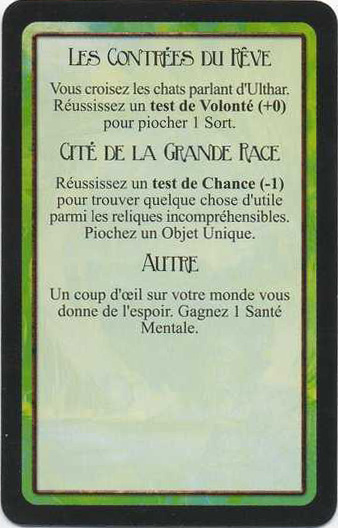 Les Contrées du Rêve
Vous croisez les chats parlant d'Ulthar.
Réussissez un test de Volonté (+0)
pour piocher 1 Sort.
Cité de la Grande Race
Réussissez un test de Chance (-1)
pour trouver quelque chose d'utile
parmi les reliques incompréhensibles.
Piochez un Objet Unique.
Autre
Un coup d'œil sur votre monde vous
donne de l'espoir. Gagnez 1 Santé
Mentale.